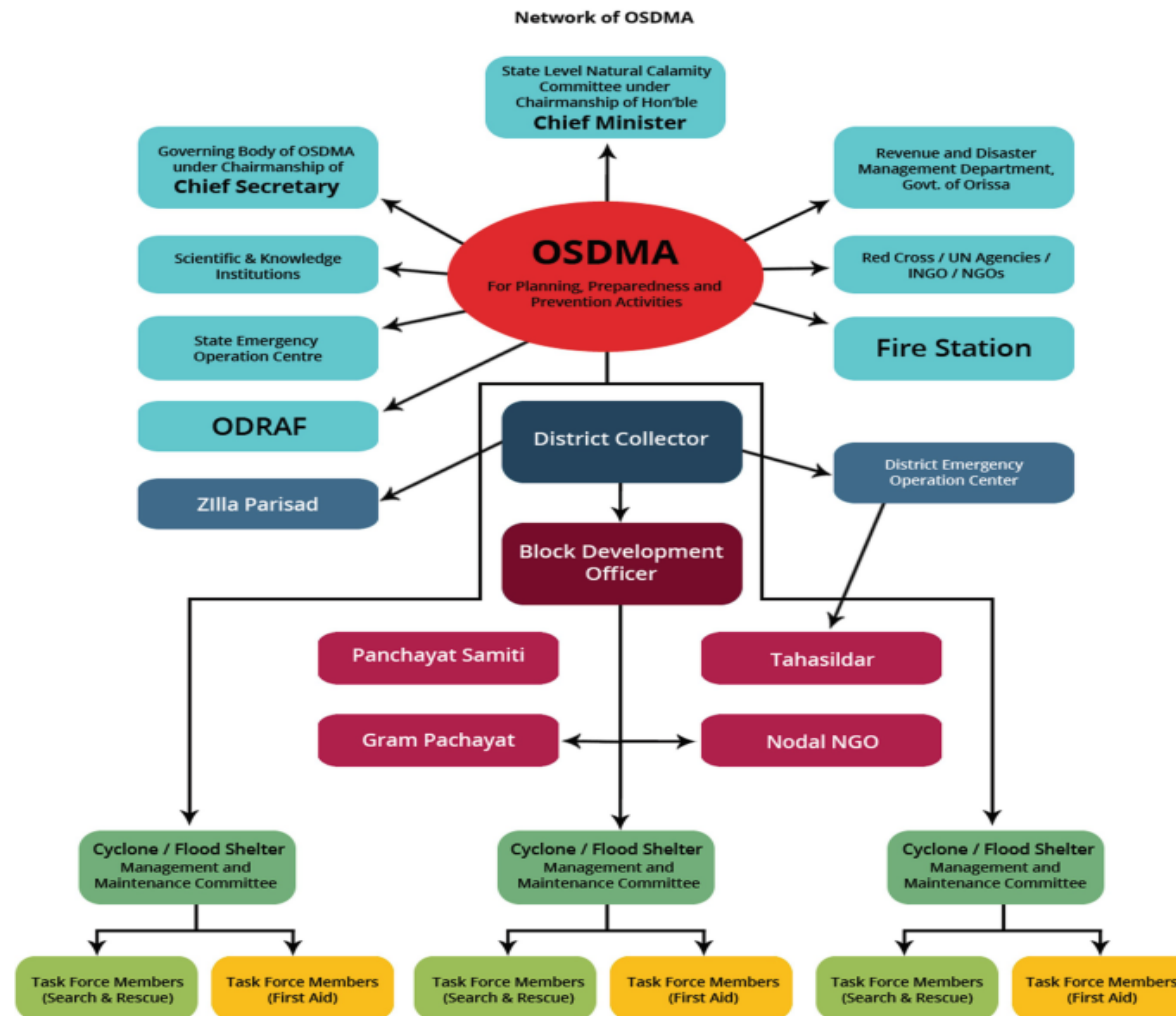 Network of OSDMA
State Level Natural Calamity
Committee under
Chairmanship of Hon'ble
Chief Minister
Governing Body of OSDMA
under Chairmanship of
Chief Secretary
Revenue and Disaster
Management Department,
Govt. of Orissa
OSDMA
For Planning, Preparedness and
Prevention Activities
Scientific & Knowledge
Institutions
Red Cross / UN Agencies /
INGO / NGOs
State Emergency
Operation Centre
Fire Station
ODRAF
District Collector
District Emergency
Operation Center
ZIlla Parisad
Block Development
Officer
Panchayat Samiti
Tahasildar
Gram Pachayat
Nodal NGO
Cyclone / Flood Shelter
Management and
Maintenance Committee
Cyclone / Flood Shelter
Management and
Maintenance Committee
Cyclone / Flood Shelter
Management and
Maintenance Committee
Task Force Members
(Search & Rescue)
Task Force Members
(First Aid)
Task Force Members
(Search & Rescue)
Task Force Members
(First Aid)
Task Force Members
(Search & Rescue)
Task Force Members
(First Aid)